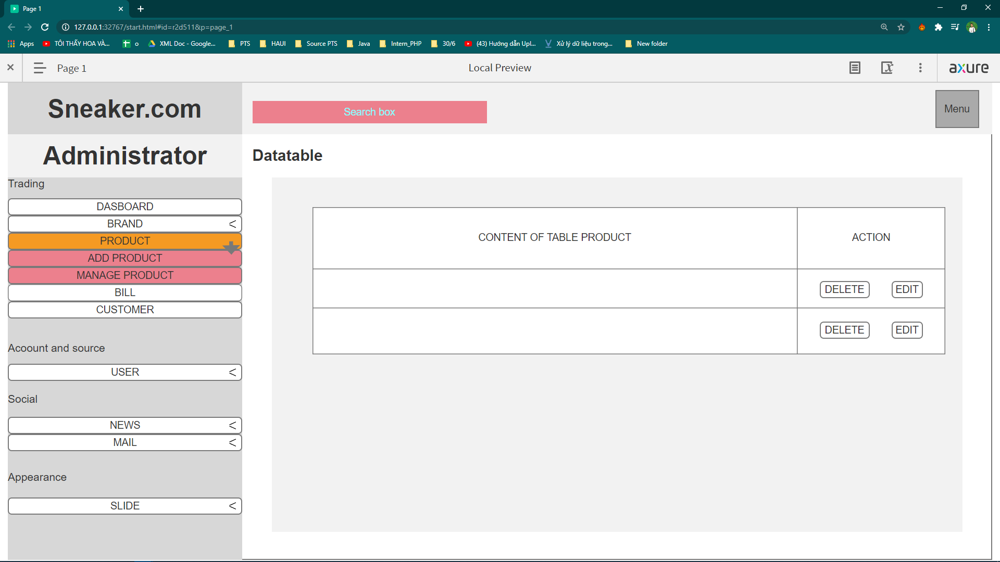 Page 1
127.0.0.1:32767/start.html#id=r2d511&p=page_1
Apps TÔI THẤY HOA VÀ... o XML Doc - Google... PTS HAUI Source PTS Java Intern_PHP 30/6 (43) Hướng dẫn Upl... Xử lý dữ liệu trong... New folder
Page 1 Local Preview axure
Sneaker.com
Search box
Menu
Administrator
Datatable
Trading
DASBOARD
BRAND <
PRODUCT
ADD PRODUCT
MANAGE PRODUCT
BILL
CUSTOMER
Acoount and source
USER <
Social
NEWS <
MAIL <
Appearance
SLIDE <
CONTENT OF TABLE PRODUCT ACTION
DELETE EDIT
DELETE EDIT